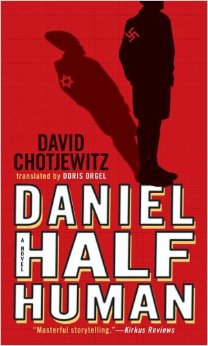 DAVID
CHOTJEWITZ
translated by DORIS ORGEL
DANIEL
A NOVEL
HALF
HUMAN
"Masterful storytelling."—Kirkus Reviews